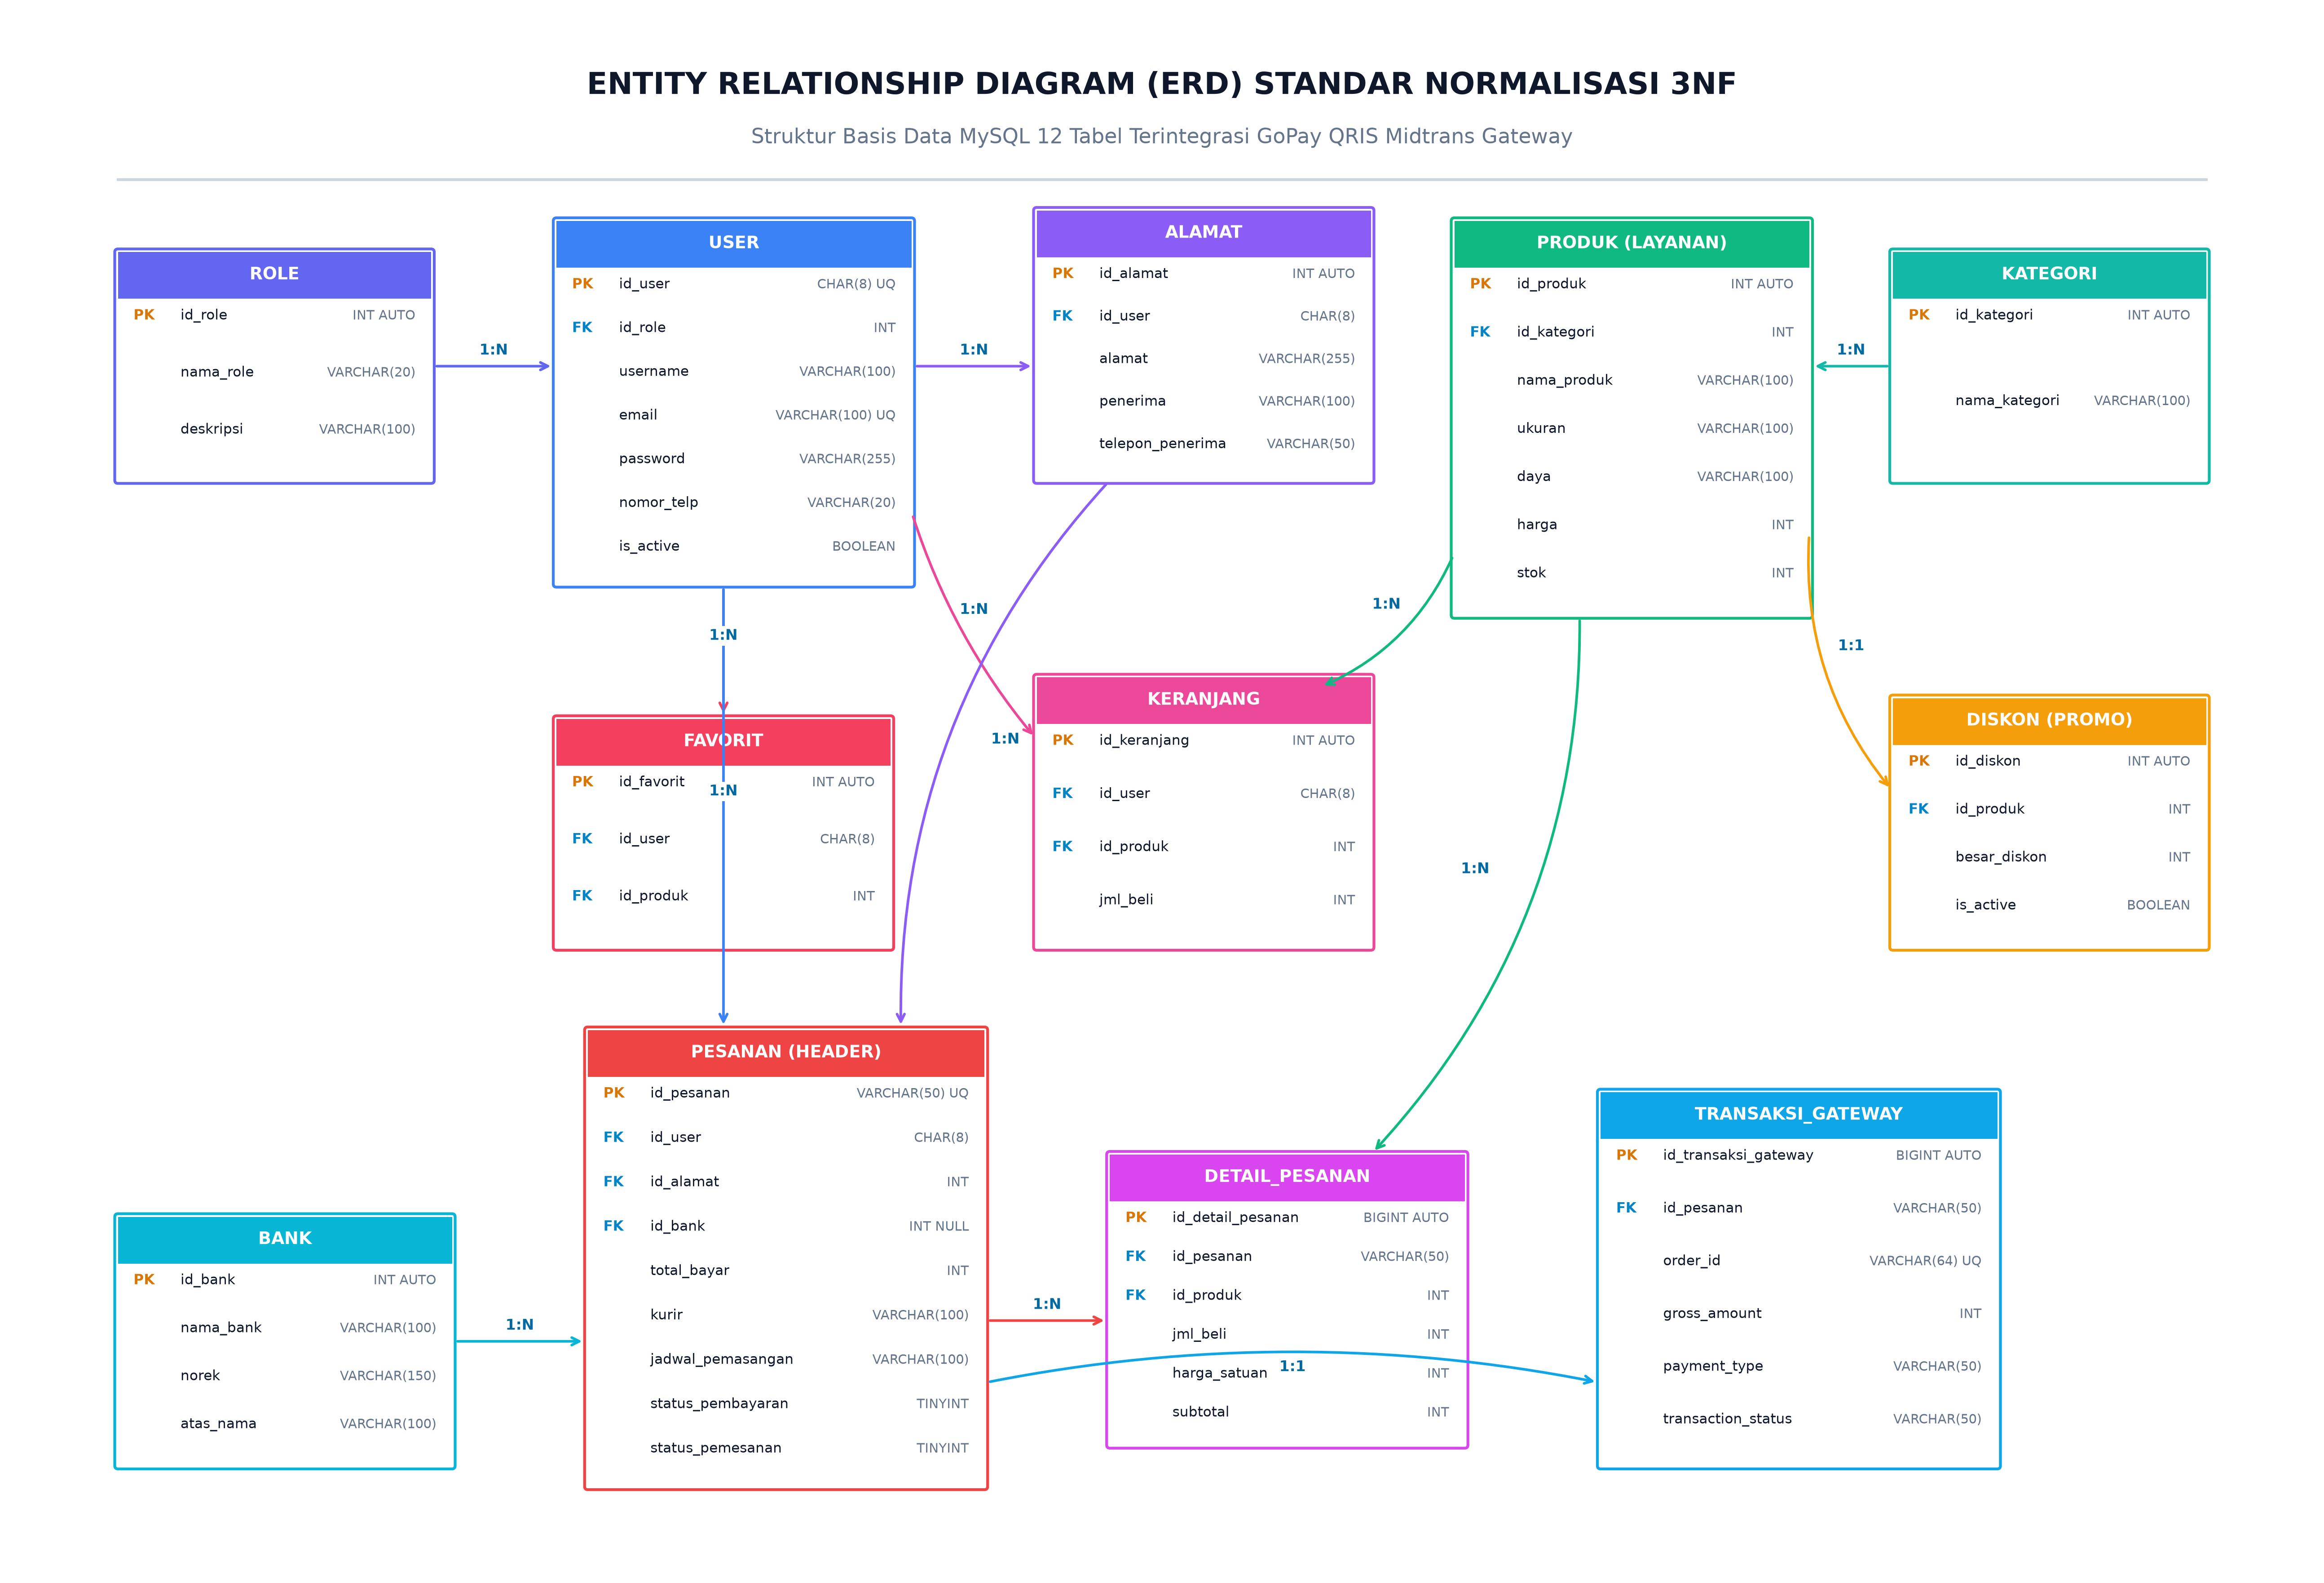 ENTITY RELATIONSHIP DIAGRAM (ERD) STANDAR NORMALISASI 3NF
Struktur Basis Data MySQL 12 Tabel Terintegrasi GoPay QRIS Midtrans Gateway
ROLE
PK id_role INT AUTO
nama_role VARCHAR(20)
deskripsi VARCHAR(100)
1:N
USER
PK id_user CHAR(8) UQ
FK id_role INT
username VARCHAR(100)
email VARCHAR(100) UQ
password VARCHAR(255)
nomor_telp VARCHAR(20)
is_active BOOLEAN
1:N
ALAMAT
PK id_alamat INT AUTO
FK id_user CHAR(8)
alamat VARCHAR(255)
penerima VARCHAR(100)
telepon_penerima VARCHAR(50)
PRODUK (LAYANAN)
PK id_produk INT AUTO
FK id_kategori INT
nama_produk VARCHAR(100)
ukuran VARCHAR(100)
daya VARCHAR(100)
harga INT
stok INT
1:N
KATEGORI
PK id_kategori INT AUTO
nama_kategori VARCHAR(100)
1:N
1:N
1:N
1:1
FAVORIT
PK id_favorit INT AUTO
FK id_user CHAR(8)
FK id_produk INT
1:N
1:N
KERANJANG
PK id_keranjang INT AUTO
FK id_user CHAR(8)
FK id_produk INT
jml_beli INT
1:N
DISKON (PROMO)
PK id_diskon INT AUTO
FK id_produk INT
besar_diskon INT
is_active BOOLEAN
BANK
PK id_bank INT AUTO
nama_bank VARCHAR(100)
norek VARCHAR(150)
atas_nama VARCHAR(100)
1:N
PESANAN (HEADER)
PK id_pesanan VARCHAR(50) UQ
FK id_user CHAR(8)
FK id_alamat INT
FK id_bank INT NULL
total_bayar INT
kurir VARCHAR(100)
jadwal_pemasangan VARCHAR(100)
status_pembayaran TINYINT
status_pemesanan TINYINT
1:N
DETAIL_PESANAN
PK id_detail_pesanan BIGINT AUTO
FK id_pesanan VARCHAR(50)
FK id_produk INT
jml_beli INT
harga_satuan INT
subtotal INT
1:1
TRANSAKSI_GATEWAY
PK id_transaksi_gateway BIGINT AUTO
FK id_pesanan VARCHAR(50)
order_id VARCHAR(64) UQ
gross_amount INT
payment_type VARCHAR(50)
transaction_status VARCHAR(50)